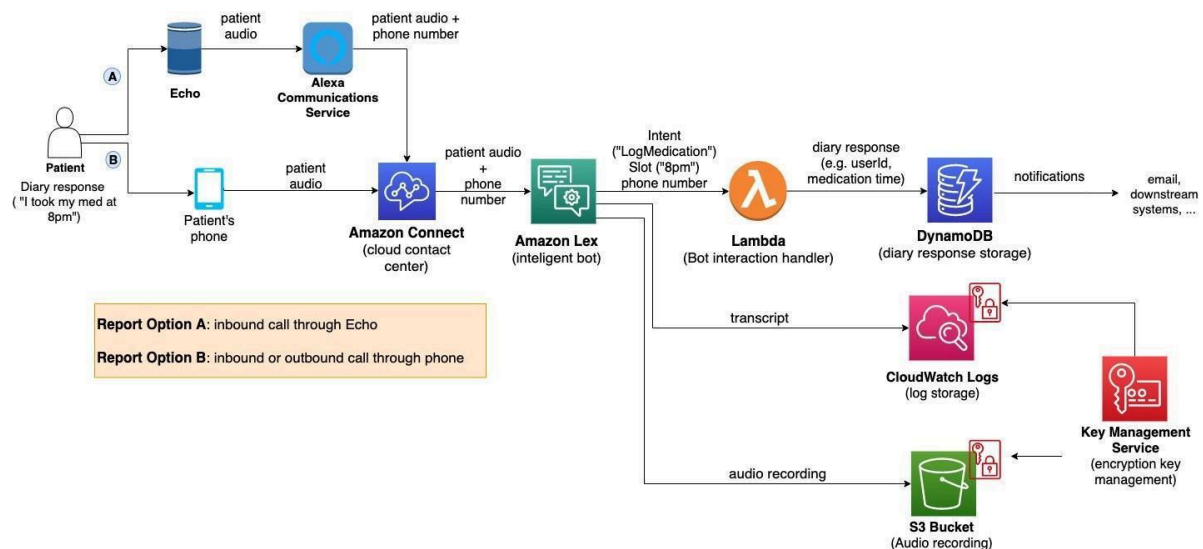 patient
audio
patient audio +
phone number
A
Echo
Alexa
Communications
Service
Patient
Diary response
( "I took my med at
8pm")
B
Patient's
phone
patient
audio
Amazon Connect
(cloud contact
center)
patient audio
+
phone
number
Amazon Lex
(inteligent bot)
Intent
("LogMedication")
Slot ("8pm")
phone number
Lambda
(Bot interaction handler)
diary response
(e.g. userId,
medication time)
DynamoDB
(diary response storage)
notifications
email,
downstream
systems, ...
transcript
CloudWatch Logs
(log storage)
Key Management
Service
(encryption key
management)
audio recording
S3 Bucket
(Audio recording)
Report Option A: inbound call through Echo
Report Option B: inbound or outbound call through phone